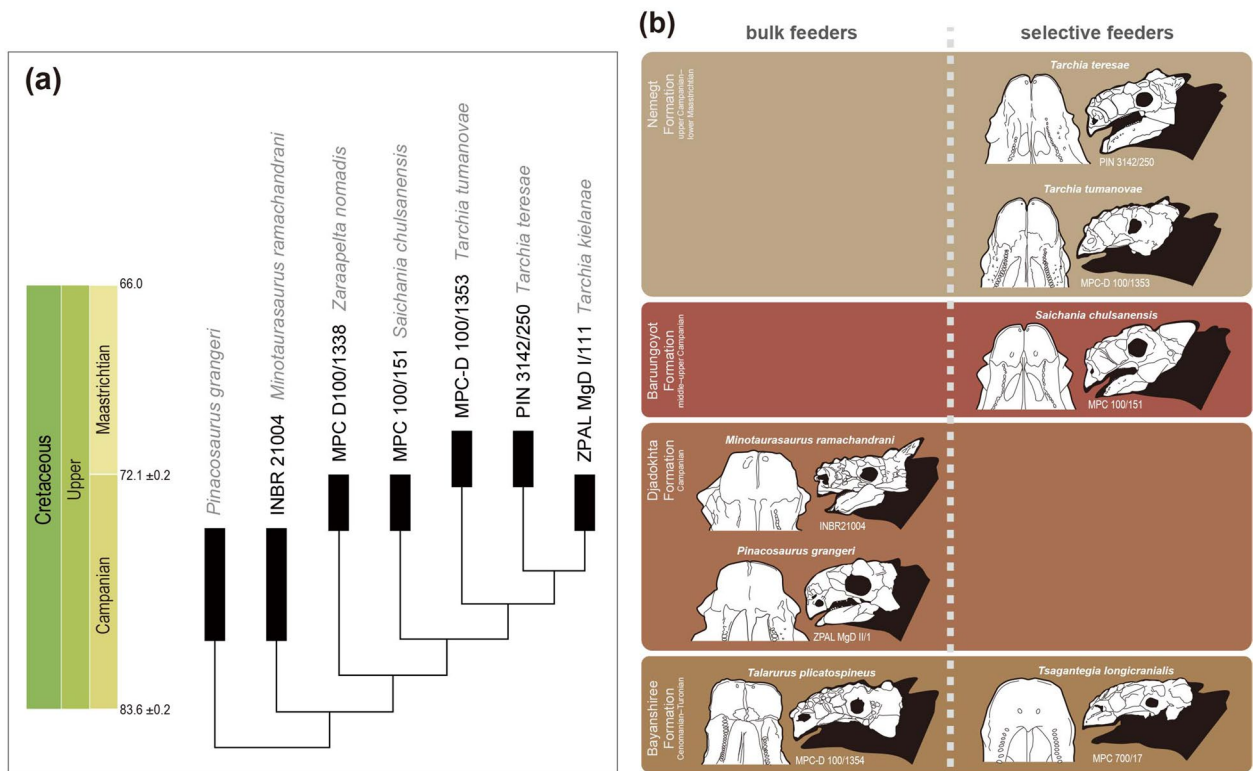 (a)
Cretaceous
Upper
Maastrichtian
Campanian
66.0
72.1 ±0.2
83.6 ±0.2
Pinacosaurus grangeri
INBR 21004 Minotaurasaurus ramachandrani
MPC D100/1338 Zaraapelta nomadis
MPC 100/151 Saichania chulsanensis
MPC-D 100/1353 Tarchia tumanovae
PIN 3142/250 Tarchia teresae
ZPAL MgD I/111 Tarchia kielanae
(b)
bulk feeders
selective feeders
Nemegt
Formation
upper Campanian–
lower Maastrichtian
Tarchia teresae
PIN 3142/250
Tarchia tumanovae
MPC-D 100/1353
Baruungoyot
Formation
middle–upper Campanian
Saichania chulsanensis
MPC 100/151
Djadokhta
Formation
Campanian
Minotaurasaurus ramachandrani
INBR21004
Pinacosaurus grangeri
ZPAL MgD II/1
Bayanshiree
Formation
Cenomanian–Turonian
Talarurus plicatospineus
MPC-D 100/1354
Tsagantegia longicranialis
MPC 700/17